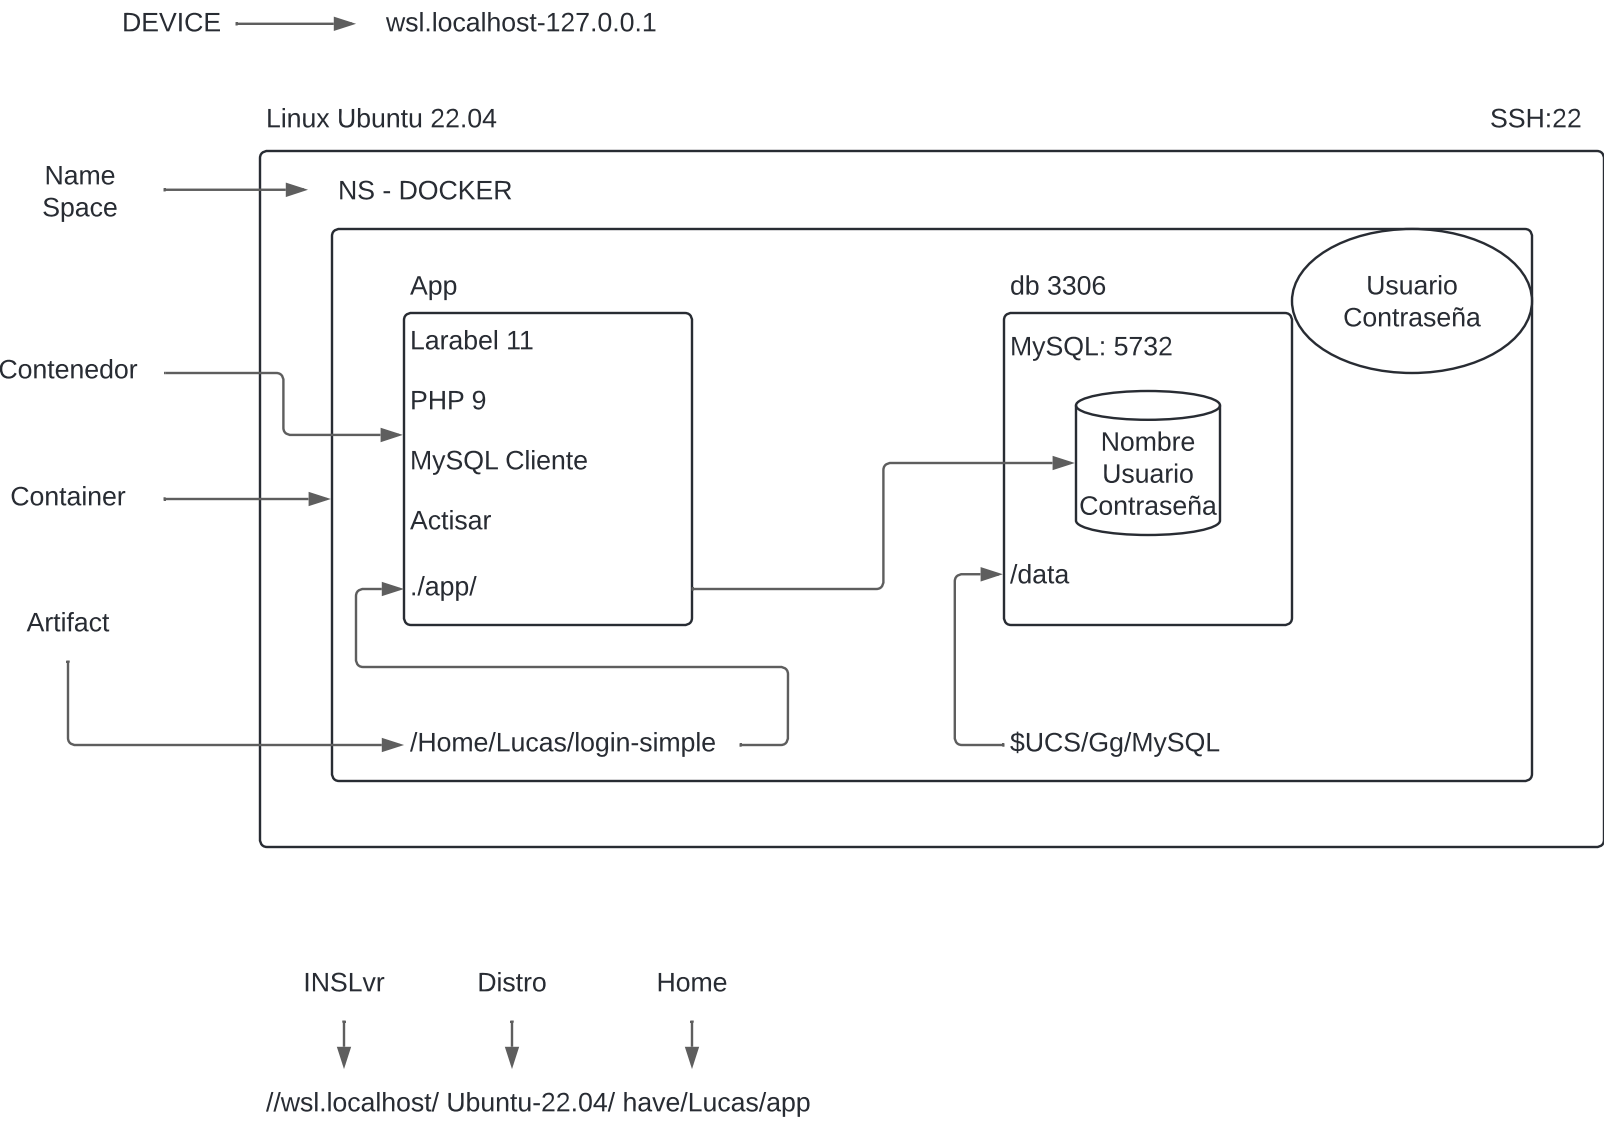 DEVICE
wsl.localhost-127.0.0.1
Linux Ubuntu 22.04
SSH:22
Name
Space
NS - DOCKER
App
db 3306
Usuario
Contraseña
Larabel 11
MySQL: 5732
Contenedor
PHP 9
Nombre
Usuario
Contraseña
MySQL Cliente
Container
Actisar
./app/
/data
Artifact
/Home/Lucas/login-simple
$UCS/Gg/MySQL
INSLvr
Distro
Home
//wsl.localhost/ Ubuntu-22.04/ have/Lucas/app